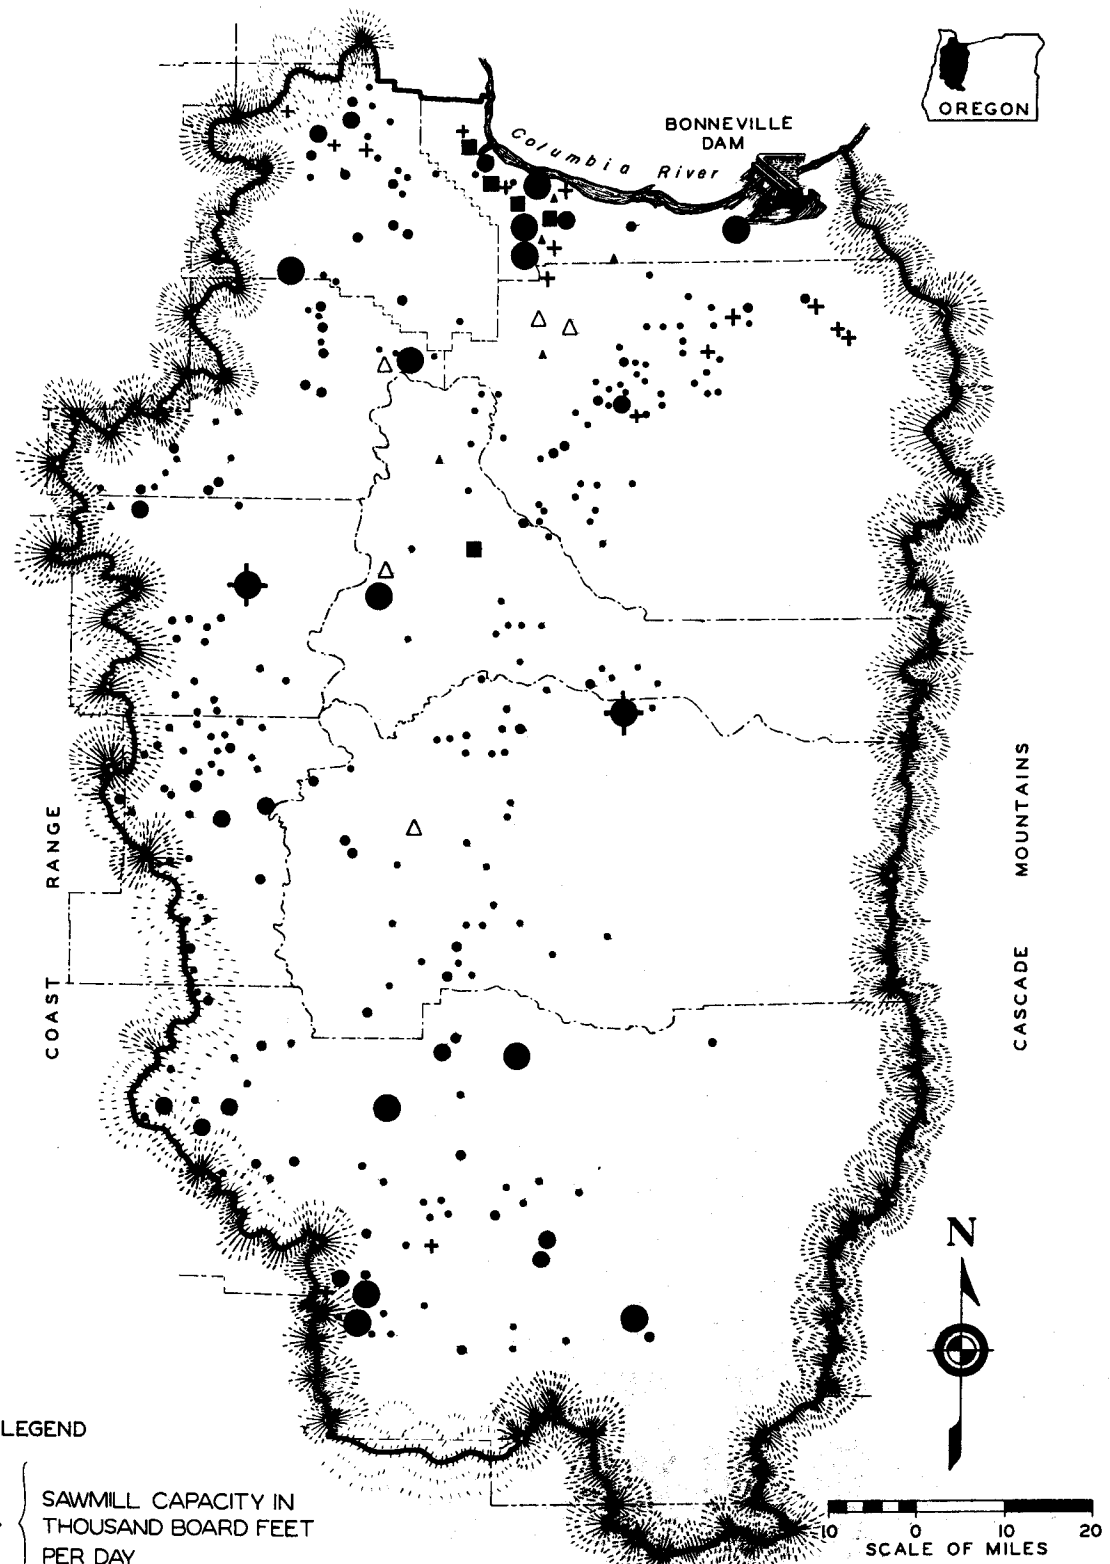 OREGON
BONNEVILLE
DAM
Columbia River
COAST RANGE
CASCADE MOUNTAINS
N
LEGEND
SAWMILL CAPACITY IN
THOUSAND BOARD FEET
PER DAY
10 0 10 20
SCALE OF MILES